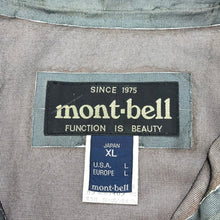 SINCE 1975
mont-bell
FUNCTION IS BEAUTY
JAPAN
XL
U.S.A. L
EUROPE L
mont-bell